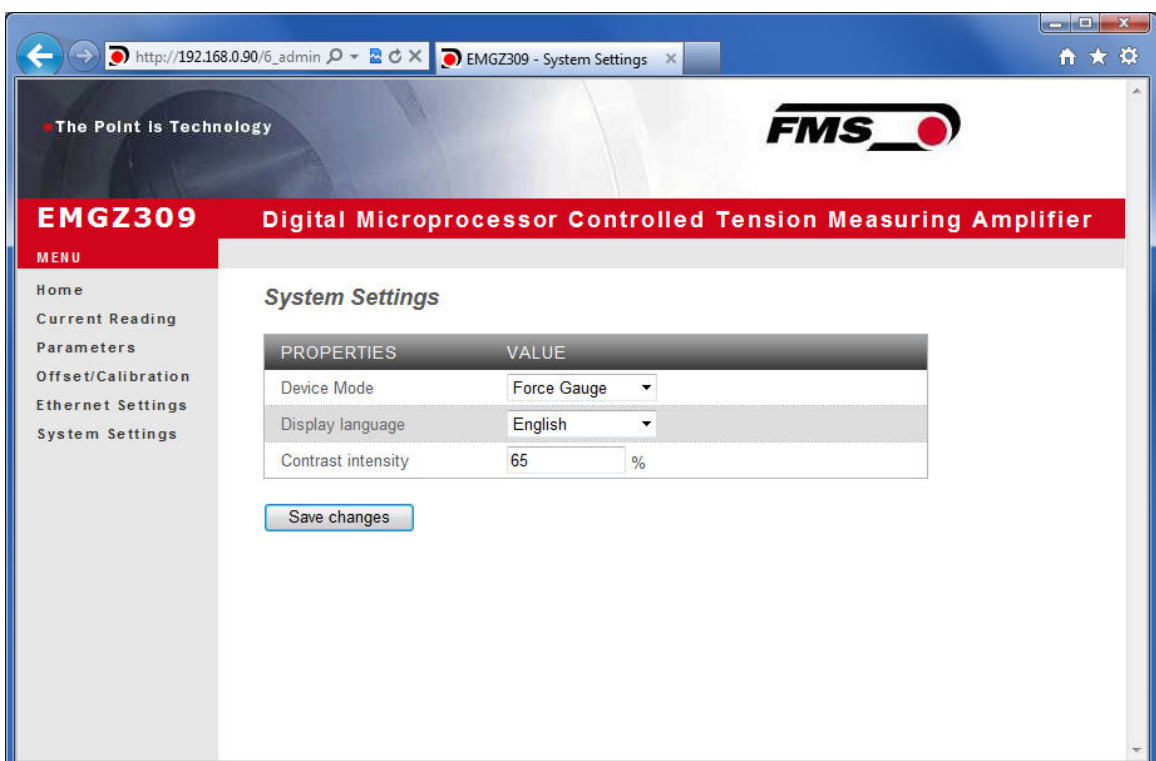 http://192.168.0.90/6_admin
EMGZ309 - System Settings
The Point is Technology
FMS
EMGZ309
Digital Microprocessor Controlled Tension Measuring Amplifier
MENU
Home
Current Reading
Parameters
Offset/Calibration
Ethernet Settings
System Settings
System Settings
PROPERTIES VALUE
Device Mode Force Gauge
Display language English
Contrast intensity 65 %
Save changes